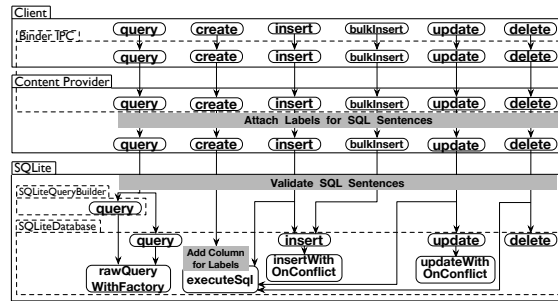 Client
query create insert bulkInsert update delete
Binder IPC
query create insert bulkInsert update delete
Content Provider
query create insert bulkInsert update delete
Attach Labels for SQL Sentences
query create insert bulkInsert update delete
SQLite
Validate SQL Sentences
SQLiteQueryBuilder
query
SQLiteDatabase
query insert update delete
Add Column
for Labels
rawQuery
WithFactory
executeSql
insertWith
OnConflict
updateWith
OnConflict